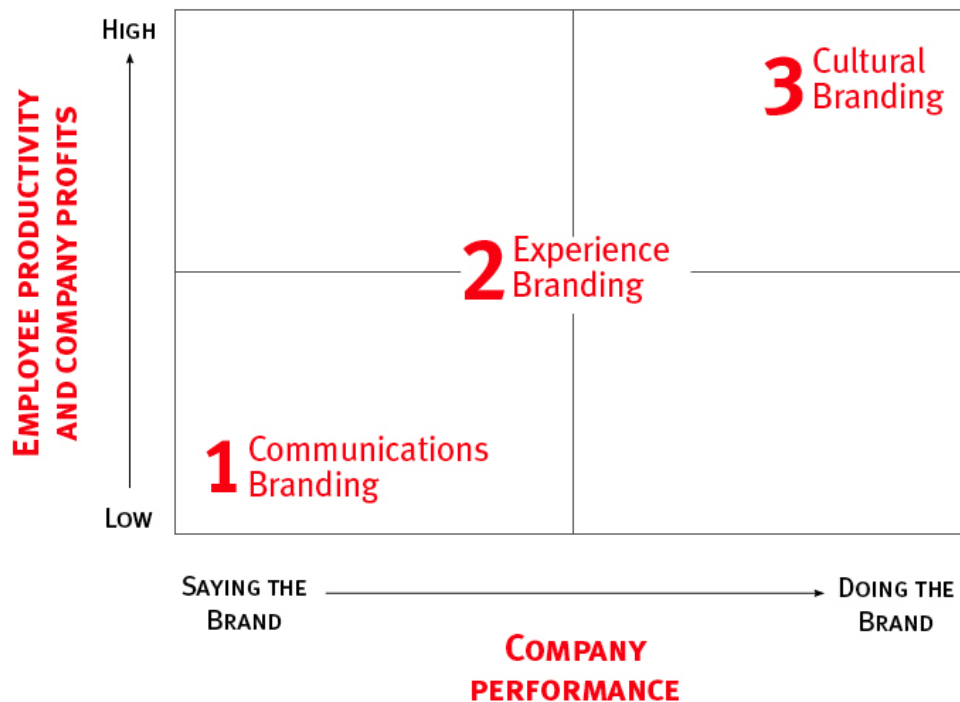 HIGH
EMPLOYEE PRODUCTIVITY
AND COMPANY PROFITS
3 Cultural
Branding
2 Experience
Branding
1 Communications
Branding
LOW
SAYING THE
BRAND
DOING THE
BRAND
COMPANY
PERFORMANCE